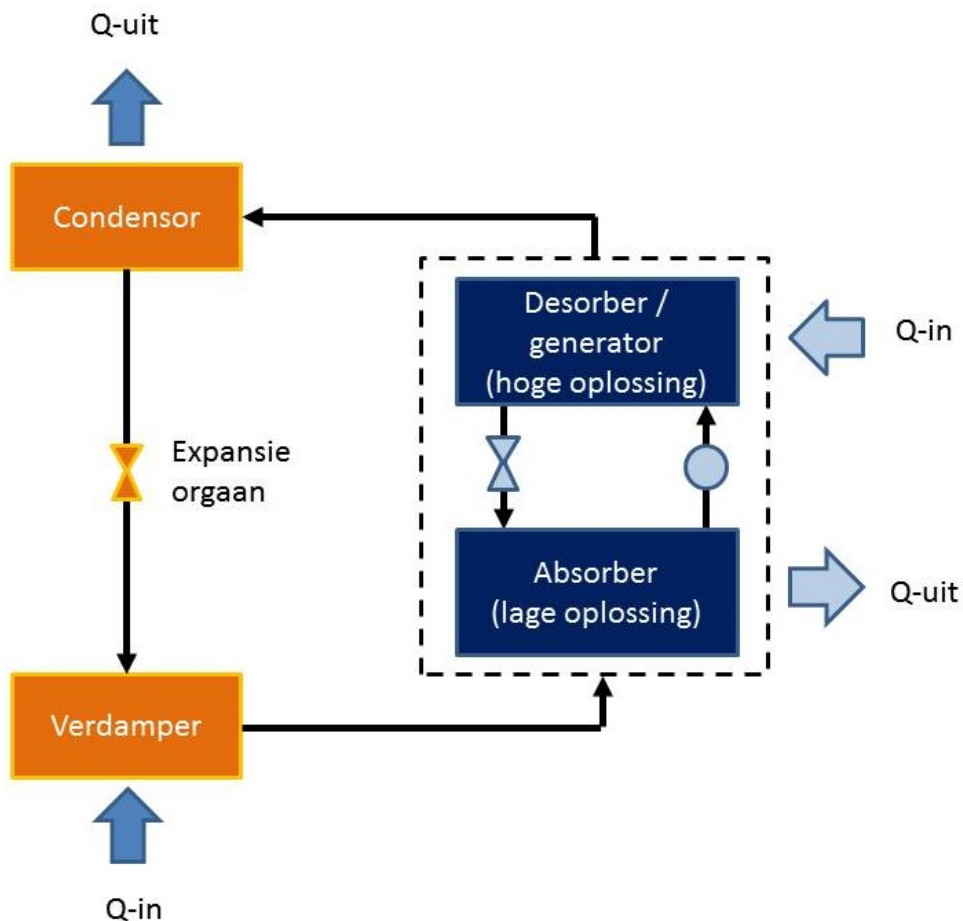 Q-uit
Condensor
Desorber /
generator
(hoge oplossing)
Q-in
Expansie
orgaan
Absorber
(lage oplossing)
Q-uit
Verdamper
Q-in